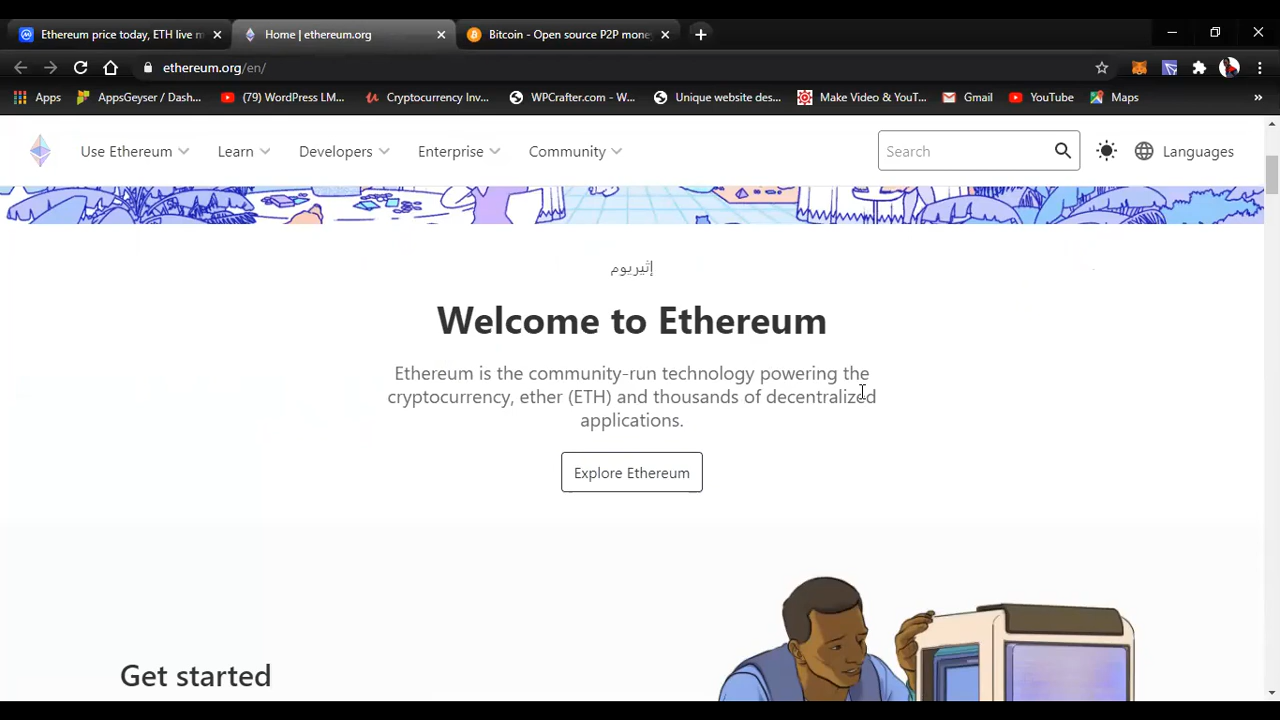 Ethereum price today, ETH live m
Home | ethereum.org
Bitcoin - Open source P2P mone
ethereum.org/en/
Apps
AppsGeyser / Dash...
(79) WordPress LM...
Cryptocurrency Inv...
WPCrafter.com - W...
Unique website des...
Make Video & YouT...
Gmail
YouTube
Maps
Use Ethereum
Learn
Developers
Enterprise
Community
Search
Languages
إثيريوم
Welcome to Ethereum
Ethereum is the community-run technology powering the
cryptocurrency, ether (ETH) and thousands of decentralized
applications.
Explore Ethereum
Get started